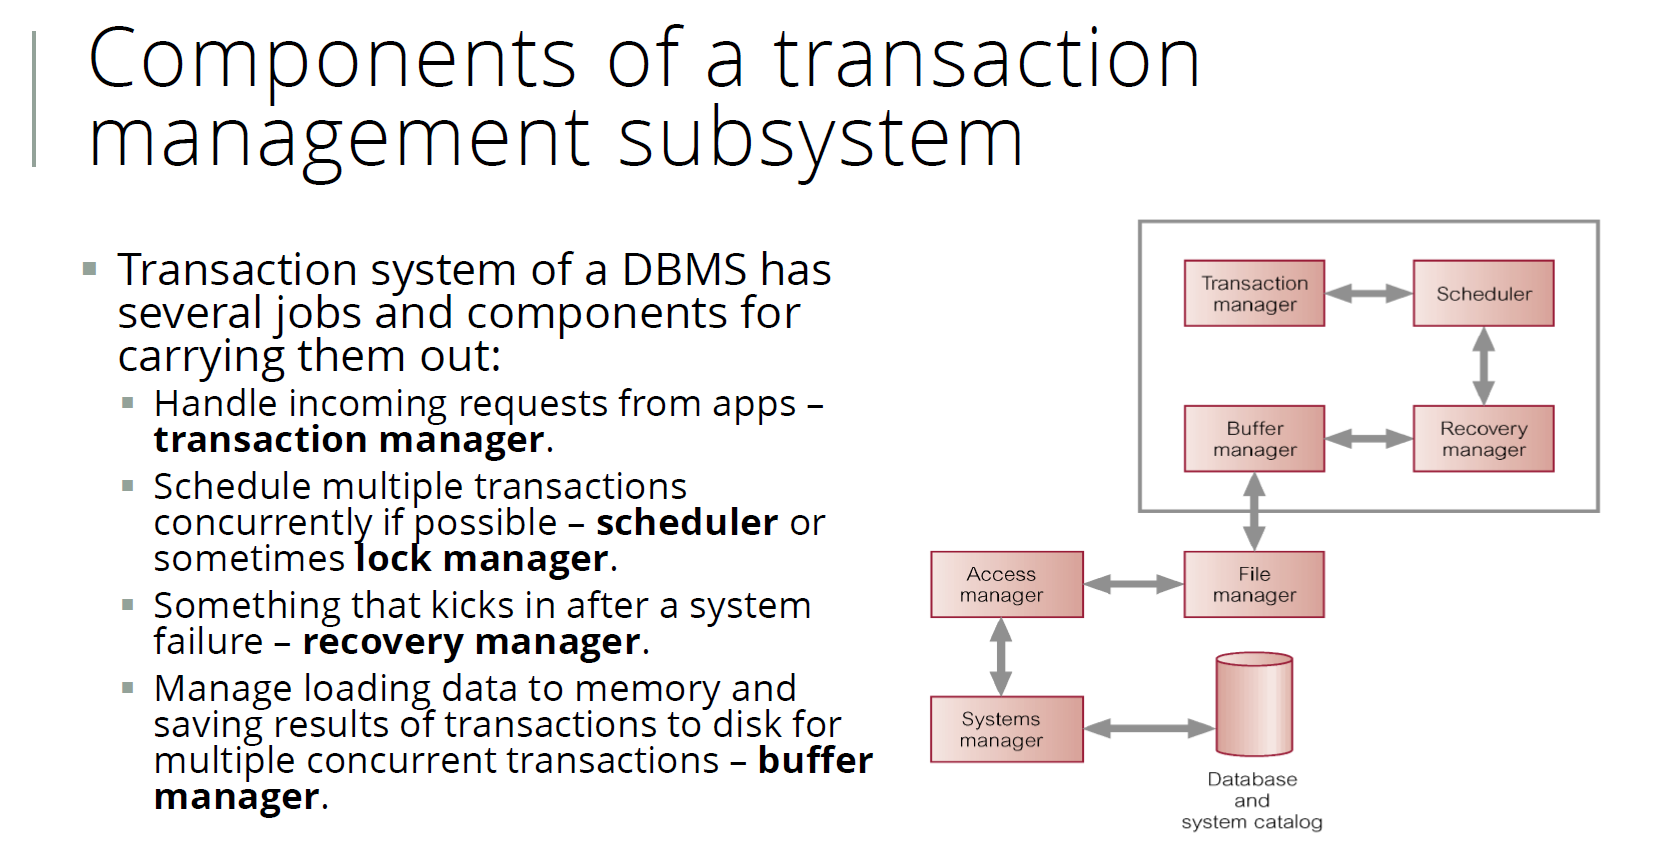 Components of a transaction
management subsystem
Transaction system of a DBMS has
several jobs and components for
carrying them out:
Handle incoming requests from apps –
transaction manager.
Schedule multiple transactions
concurrently if possible – scheduler or
sometimes lock manager.
Something that kicks in after a system
failure – recovery manager.
Manage loading data to memory and
saving results of transactions to disk for
multiple concurrent transactions – buffer
manager.
Transaction
manager
Scheduler
Buffer
manager
Recovery
manager
Access
manager
File
manager
Systems
manager
Database
and
system catalog